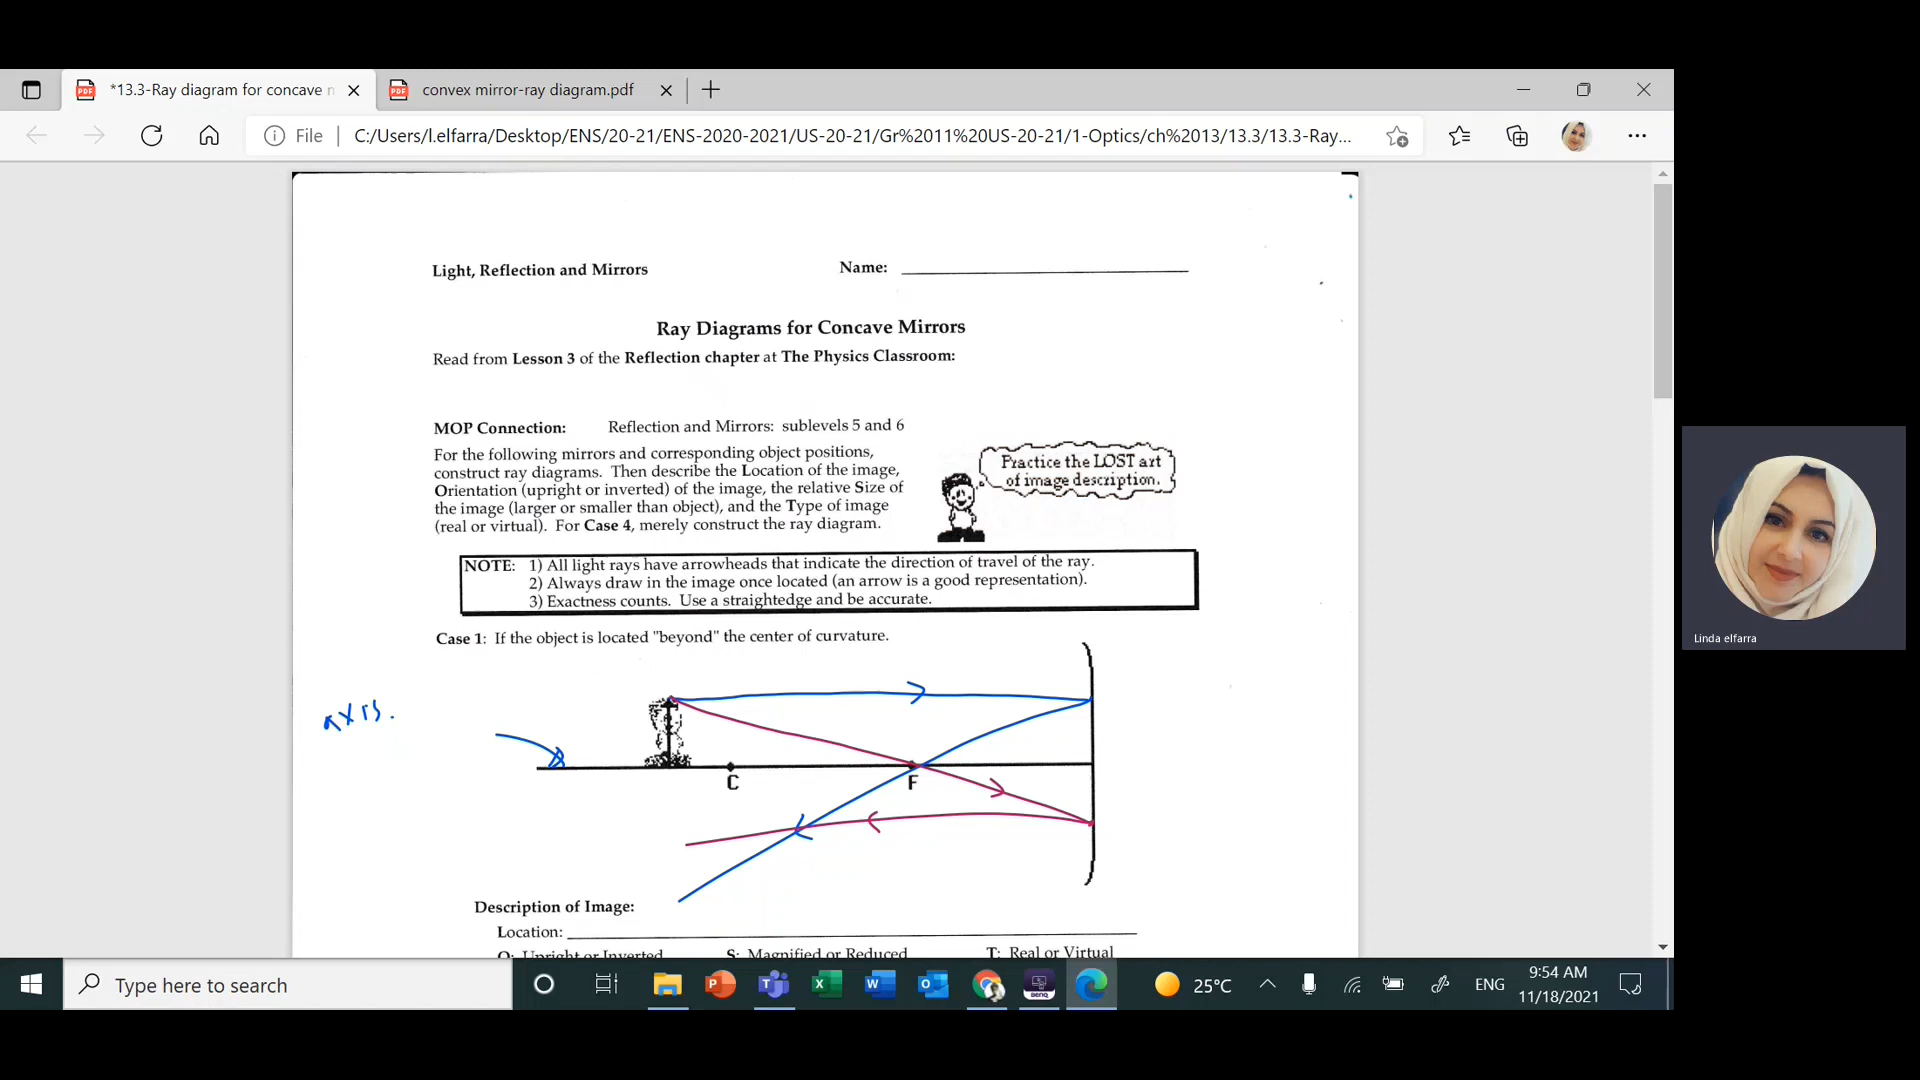 *13.3-Ray diagram for concave n
convex mirror-ray diagram.pdf
File
C:/Users/l.elfarra/Desktop/ENS/20-21/ENS-2020-2021/US-20-21/Gr%2011%20US-20-21/1-Optics/ch%2013/13.3/13.3-Ray...
Light, Reflection and Mirrors
Name:
Ray Diagrams for Concave Mirrors
Read from Lesson 3 of the Reflection chapter at The Physics Classroom:
MOP Connection: Reflection and Mirrors: sublevels 5 and 6
For the following mirrors and corresponding object positions,
construct ray diagrams. Then describe the Location of the image,
Orientation (upright or inverted) of the image, the relative Size of
the image (larger or smaller than object), and the Type of image
(real or virtual). For Case 4, merely construct the ray diagram.
Practice the LOST art
of image description.
NOTE: 1) All light rays have arrowheads that indicate the direction of travel of the ray.
2) Always draw in the image once located (an arrow is a good representation).
3) Exactness counts. Use a straightedge and be accurate.
Case 1: If the object is located "beyond" the center of curvature.
axis.
C
F
Description of Image:
Location:
O: Upright or Inverted
S: Magnified or Reduced
T: Real or Virtual
Linda elfarra
Type here to search
25°C
ENG
9:54 AM
11/18/2021